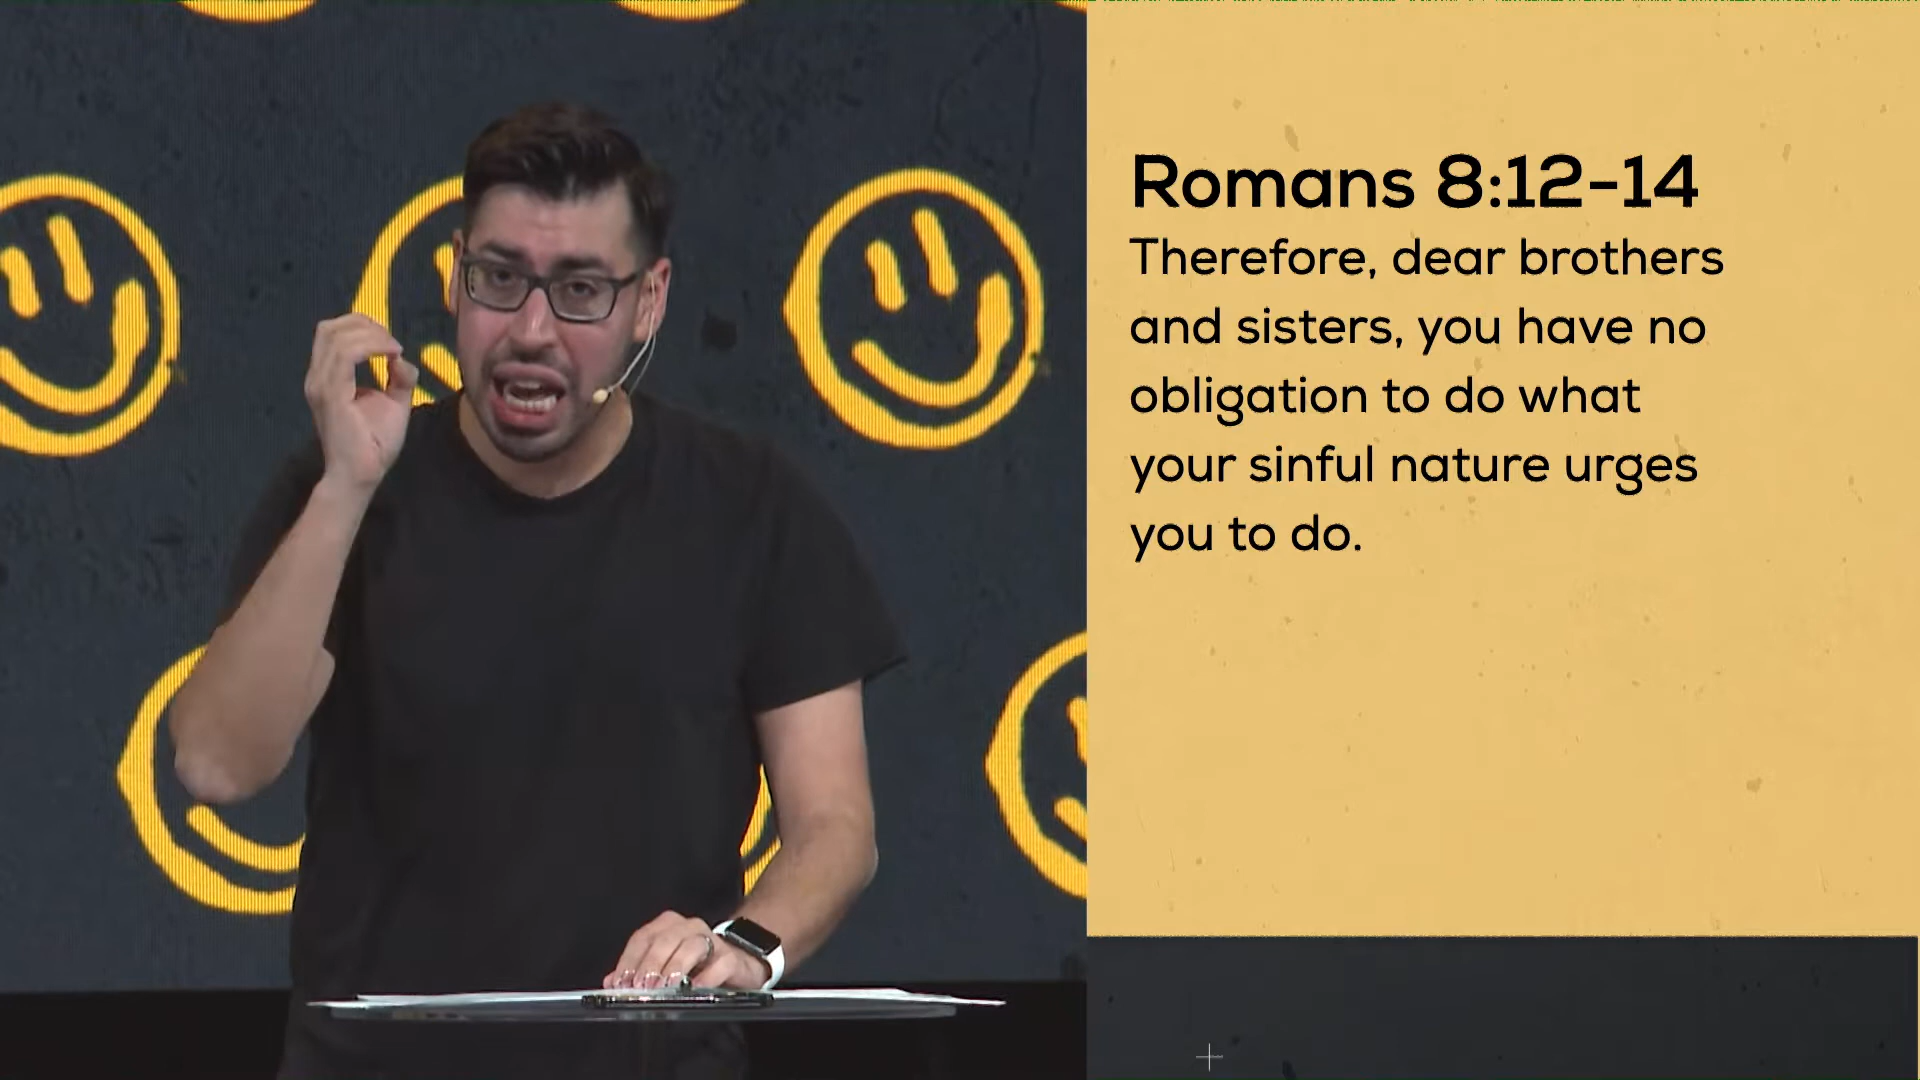 Romans 8:12-14
Therefore, dear brothers
and sisters, you have no
obligation to do what
your sinful nature urges
you to do.